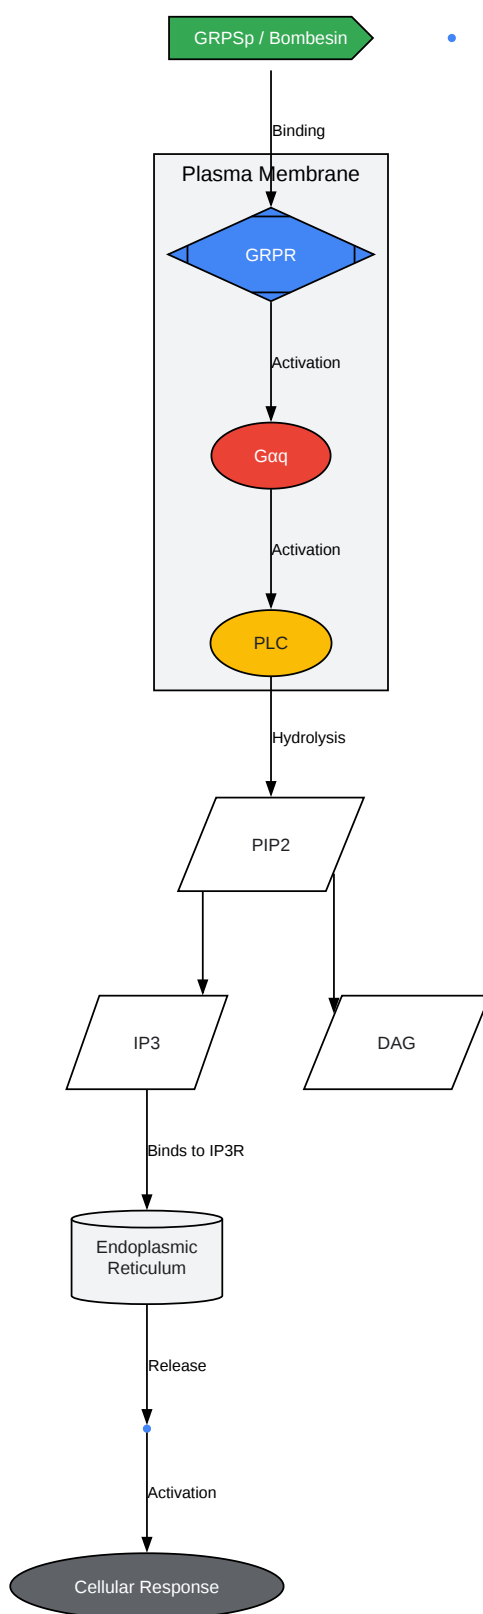 GRPSp / Bombesin
Binding
Plasma Membrane
GRPR
Activation
Gαq
Activation
PLC
Hydrolysis
PIP2
IP3
DAG
Binds to IP3R
Endoplasmic
Reticulum
Release
Activation
Cellular Response